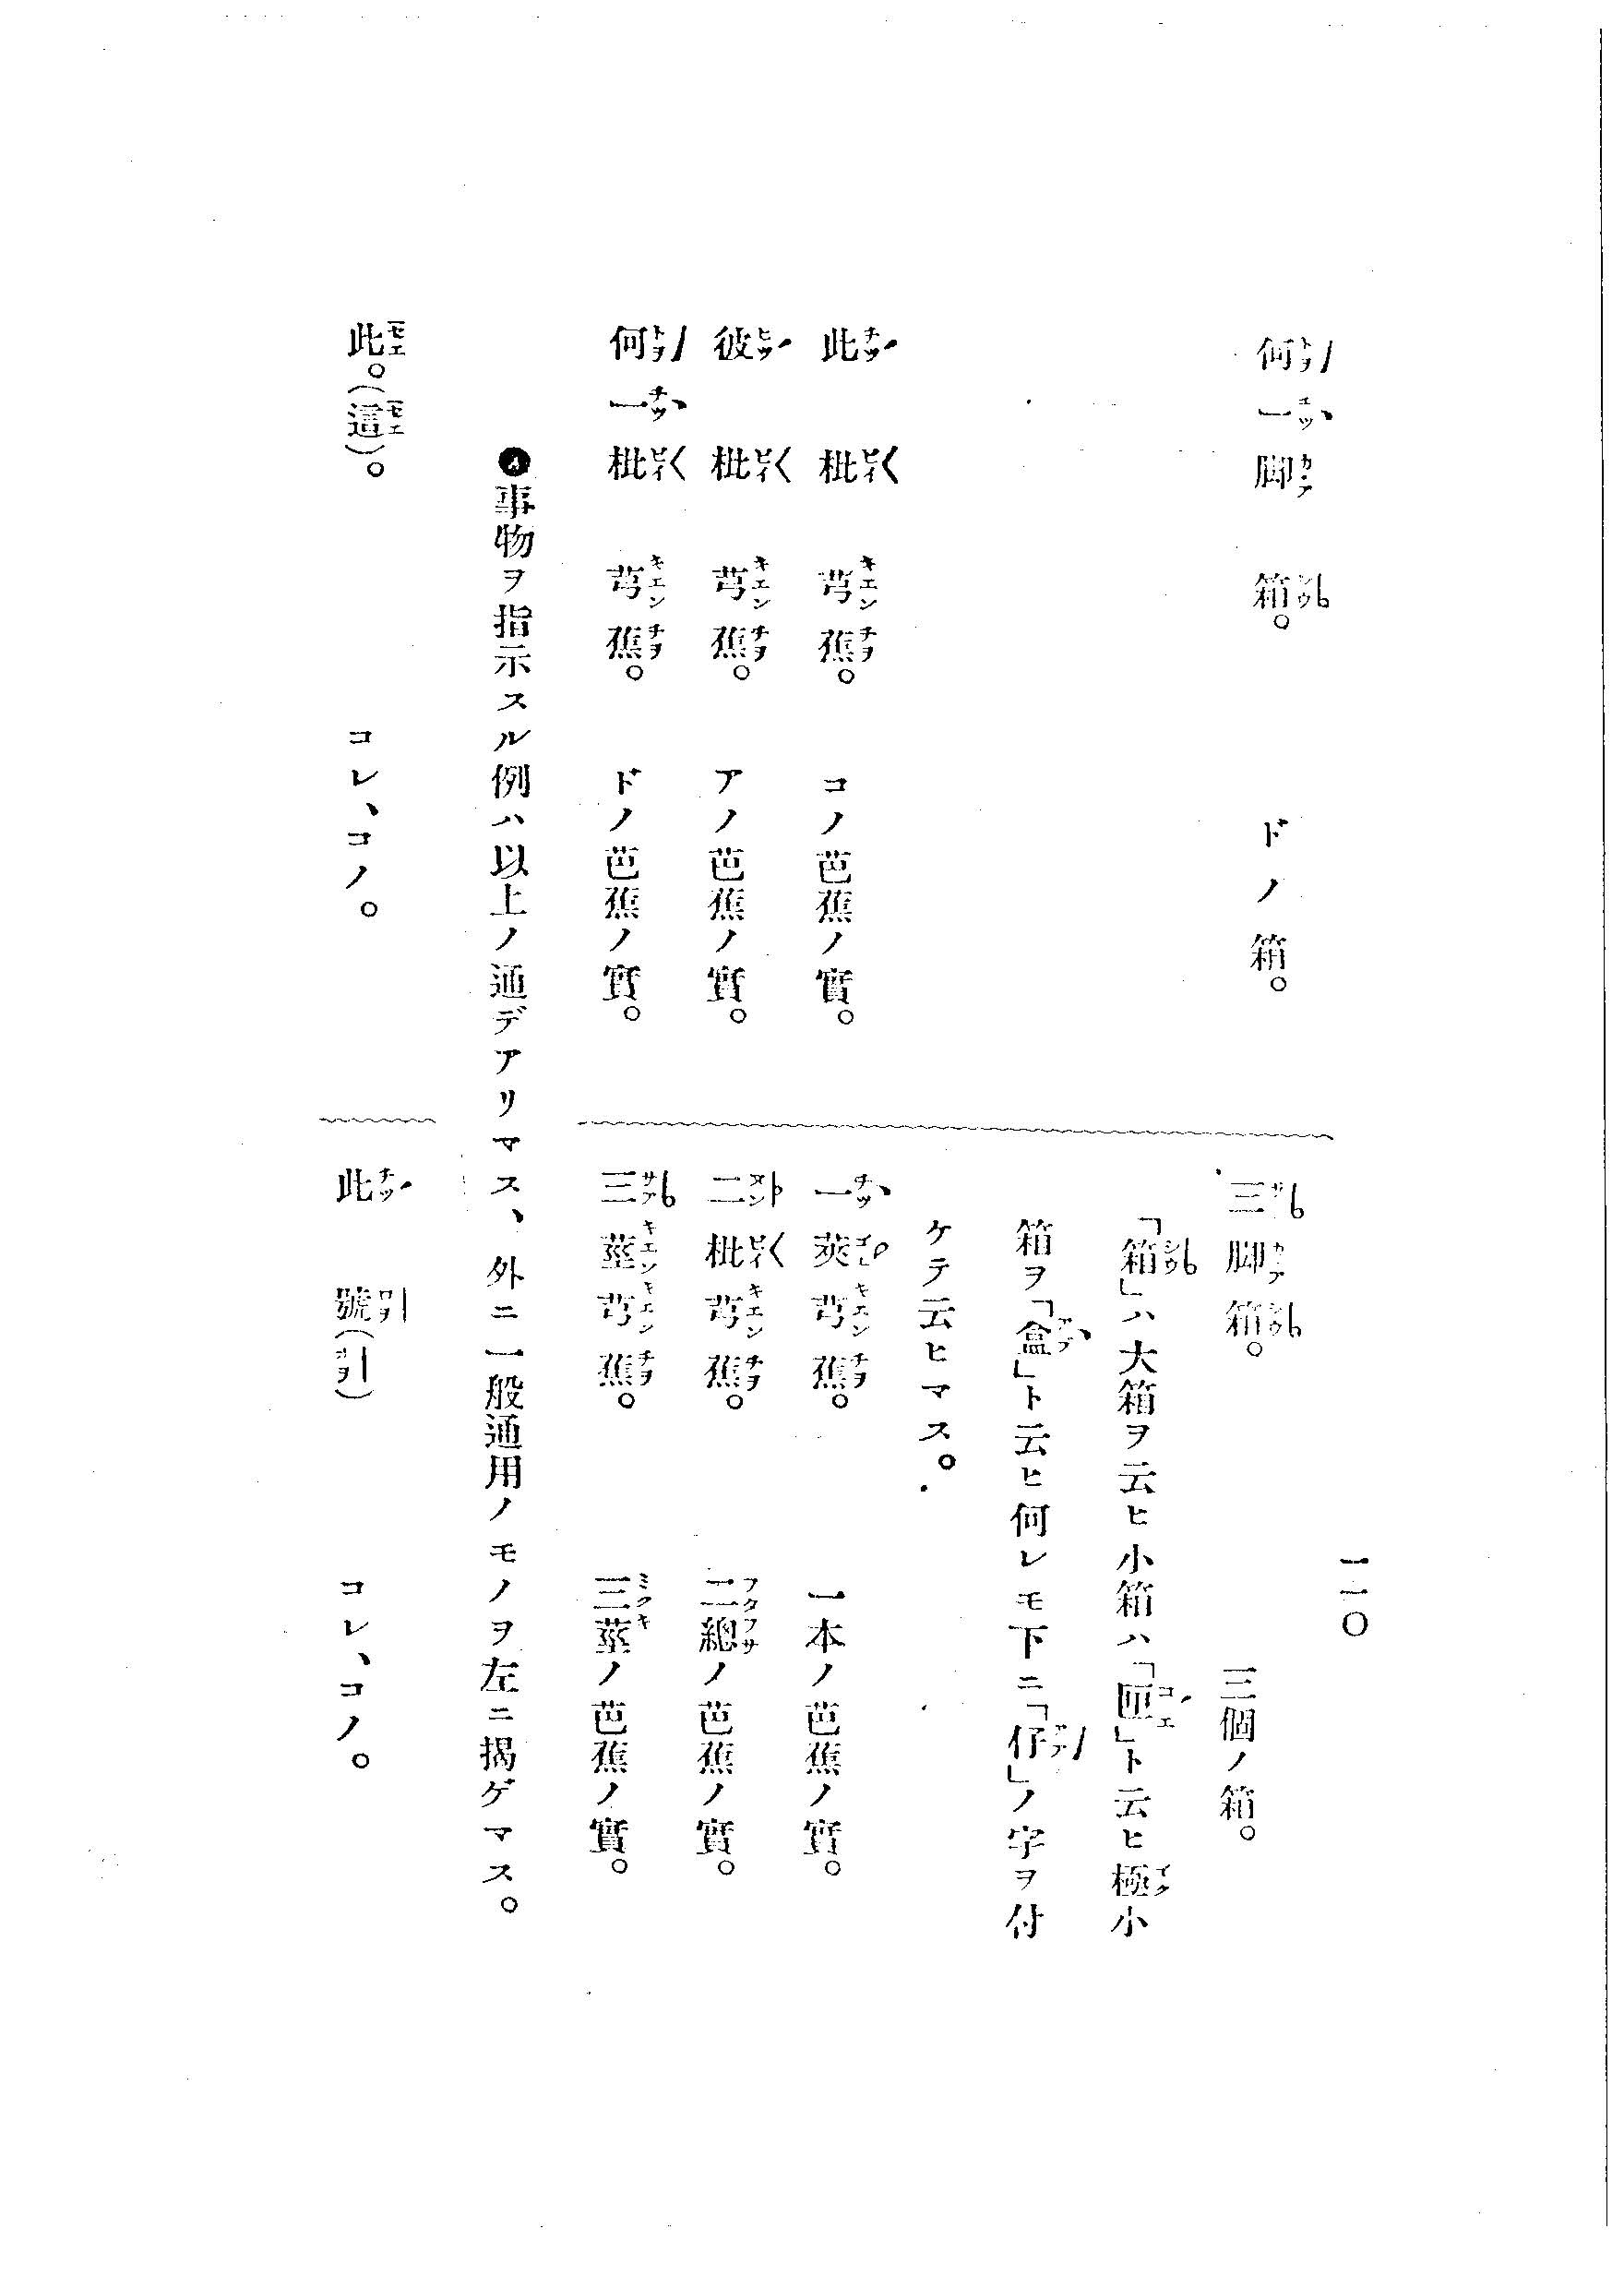 一一〇
何一脚 箱。 ドノ箱。
三脚箱。 三個ノ箱。
「箱」ハ大箱ヲ云ヒ小箱ハ「匣」ト云ヒ極小
箱ヲ「盒」ト云ヒ何レモ下ニ「仔」ノ字ヲ付
ケテ云ヒマス。
此 枇 芎蕉。 コノ芭蕉ノ實。
彼 枇 芎蕉。 アノ芭蕉ノ實。
何一枇 芎蕉。 ドノ芭蕉ノ實。
一莢芎蕉。 一本ノ芭蕉ノ實。
二枇芎蕉。 二總ノ芭蕉ノ實。
三莖芎蕉。 三莖ノ芭蕉ノ實。
事物ヲ指示スル例ハ以上ノ通デアリマス、外ニ一般通用ノモノヲ左ニ揭ゲマス。
此。(這)。 コレ、コノ。
此 號( ) コレ、コノ。